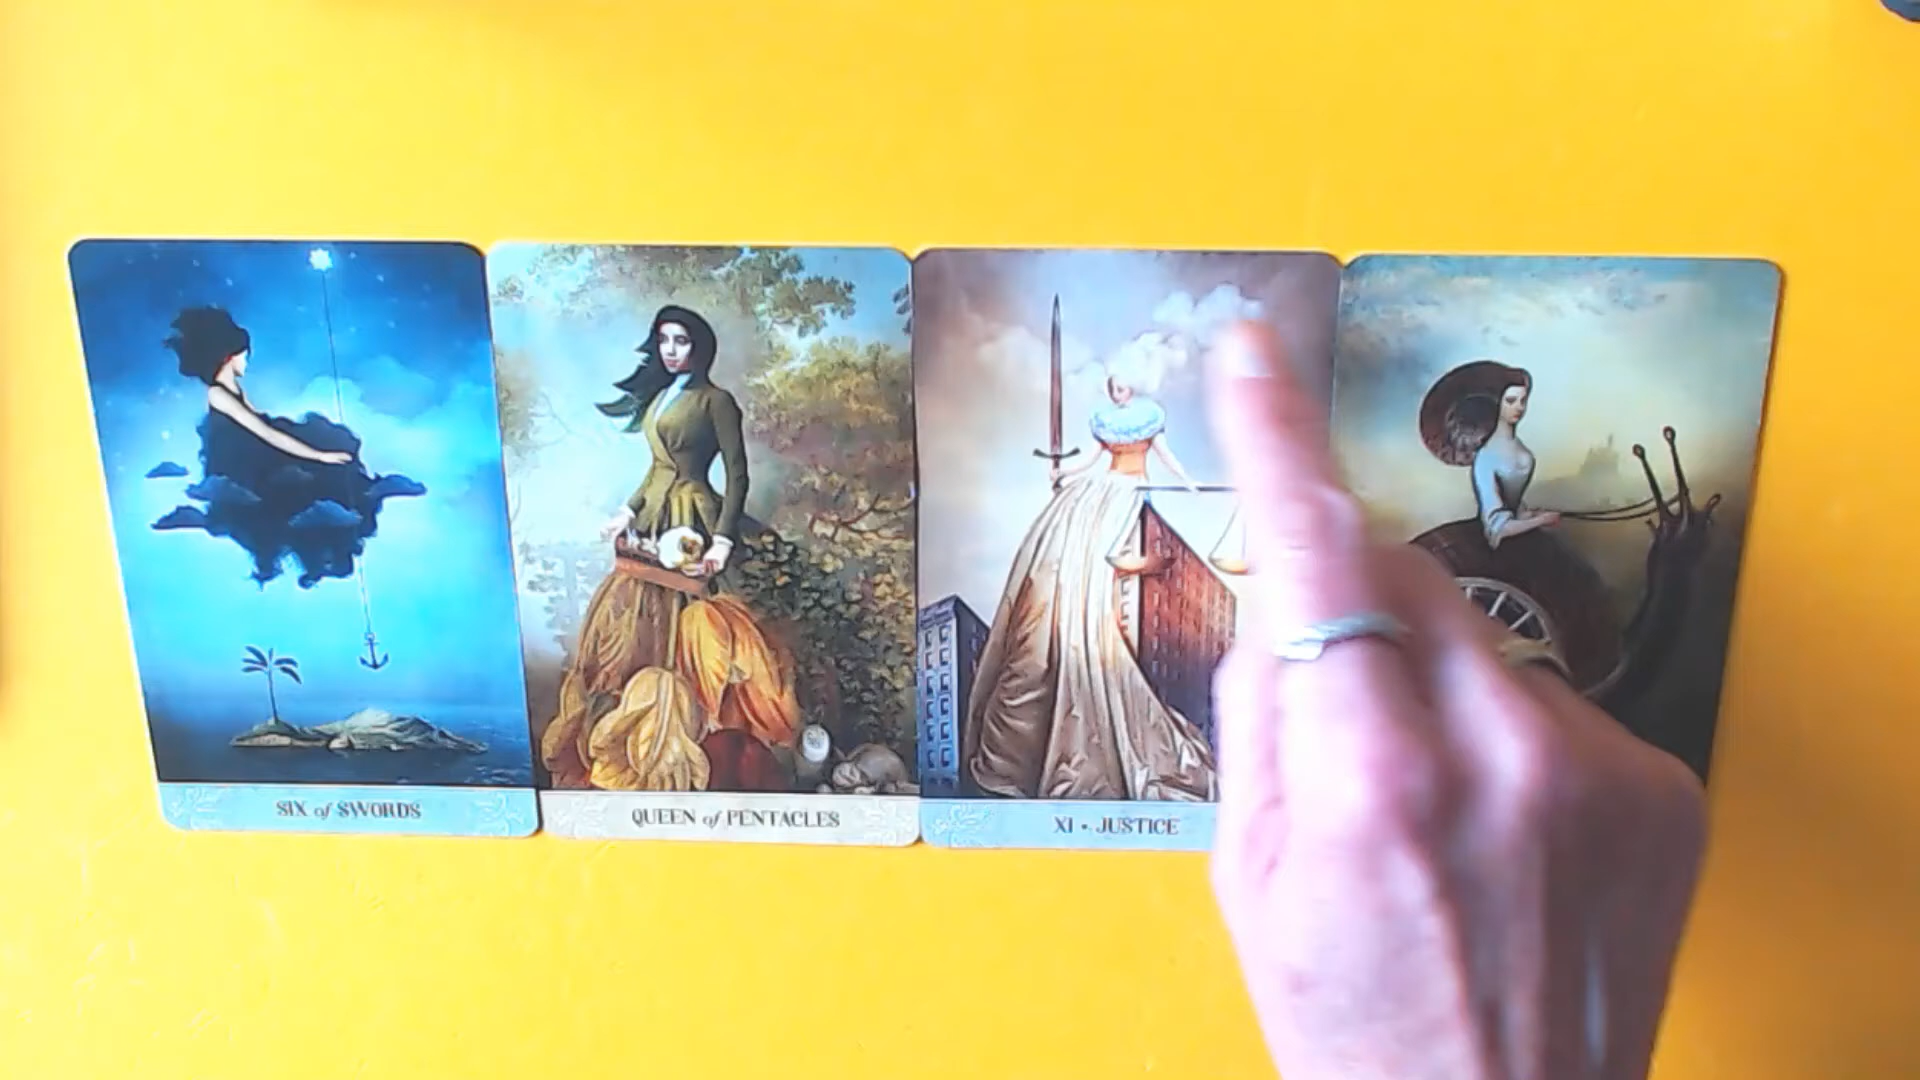 SIX of SWORDS
QUEEN of PENTACLES
XI • JUSTICE